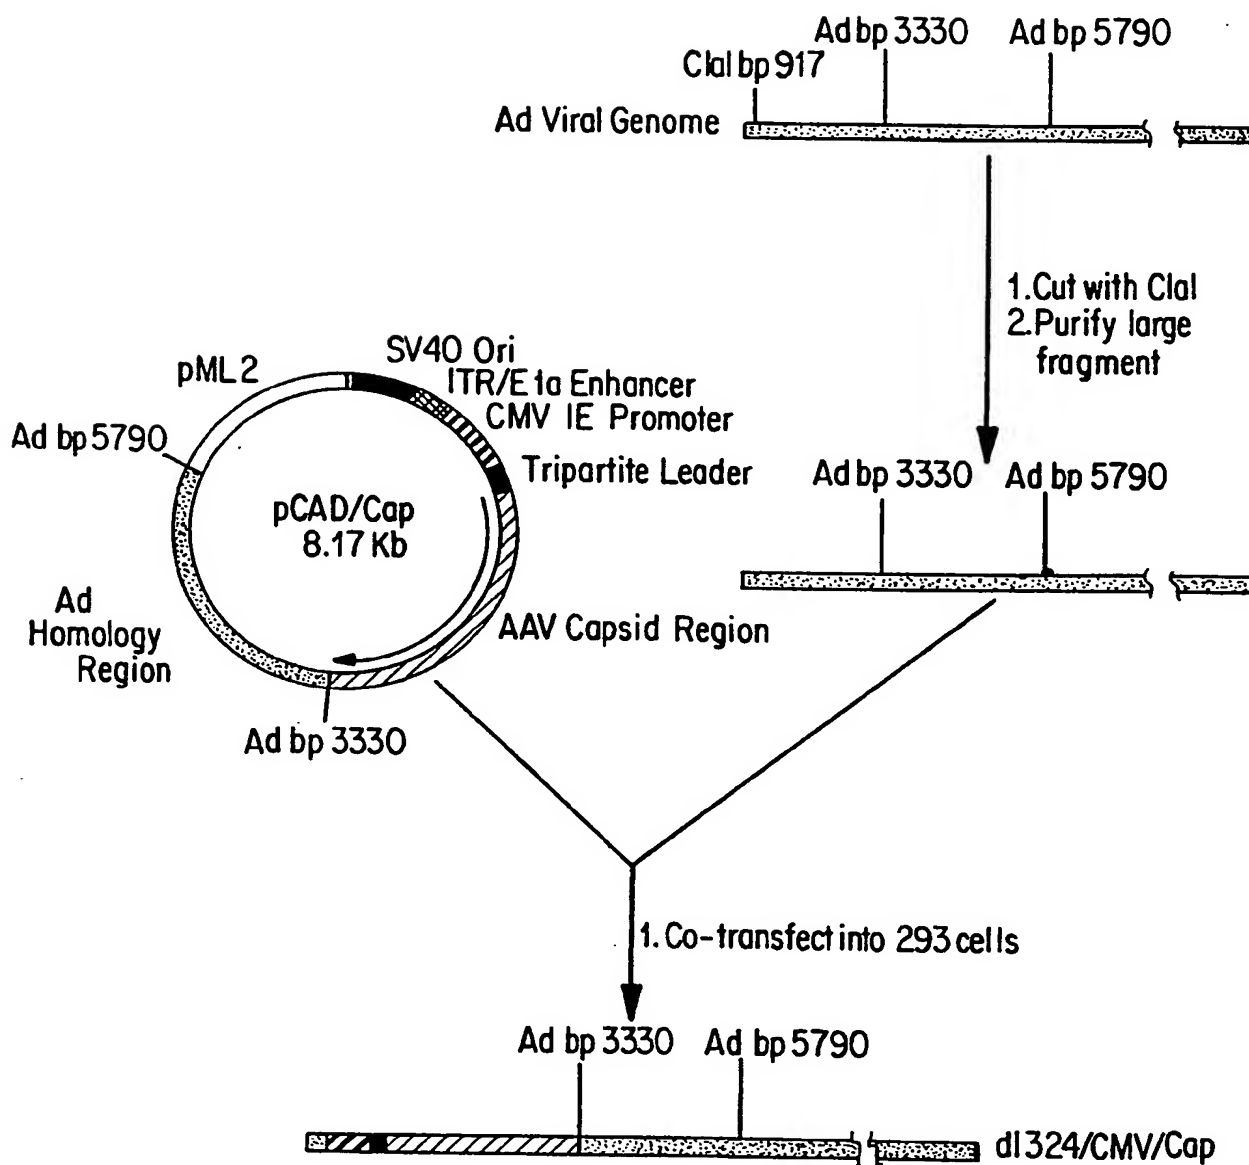 Ad bp 3330
Ad bp 5790
ClaI bp 917
Ad Viral Genome
1. Cut with ClaI
2. Purify large
fragment
SV40 Ori
pML2
ITR/E1a Enhancer
CMV IE Promoter
Ad bp 5790
Tripartite Leader
Ad bp 3330
Ad bp 5790
pCAD/Cap
8.17 Kb
Ad
Homology
Region
AAV Capsid Region
Ad bp 3330
1. Co-transfect into 293 cells
Ad bp 3330
Ad bp 5790
dl324/CMV/Cap